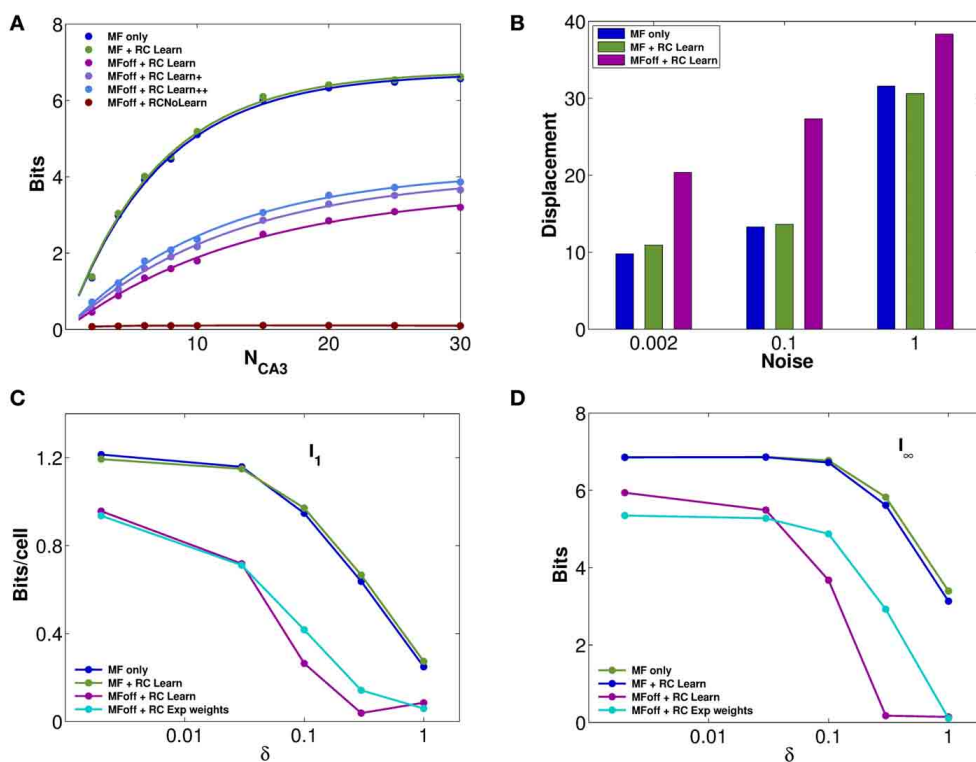 A
8
6
4
2
0
Bits
10
20
30
N_CA3
MF only
MF + RC Learn
MFoff + RC Learn
MFoff + RC Learn+
MFoff + RC Learn++
MFoff + RCNoLearn
B
40
30
20
10
0
Displacement
0.002
0.1
1
Noise
MF only
MF + RC Learn
MFoff + RC Learn
C
1.2
0.8
0.4
0
Bits/cell
I_1
0.01
0.1
1
δ
MF only
MF + RC Learn
MFoff + RC Learn
MFoff + RC Exp weights
D
8
6
4
2
0
Bits
I_∞
0.01
0.1
1
δ
MF only
MF + RC Learn
MFoff + RC Learn
MFoff + RC Exp weights